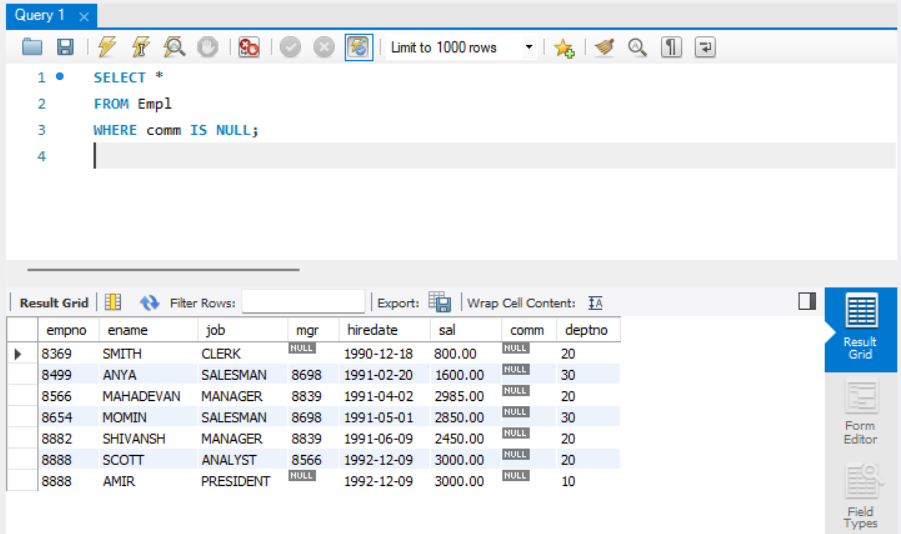 Query 1 ×
Limit to 1000 rows
1 SELECT *
2 FROM Empl
3 WHERE comm IS NULL;
4
Result Grid Filter Rows: Export: Wrap Cell Content: IA
empno ename job mgr hiredate sal comm deptno
8369 SMITH CLERK NULL 1990-12-18 800.00 NULL 20
8499 ANYA SALESMAN 8698 1991-02-20 1600.00 NULL 30
8566 MAHADEVAN MANAGER 8839 1991-04-02 2985.00 NULL 20
8654 MOMIN SALESMAN 8698 1991-05-01 2850.00 NULL 30
8882 SHIVANSH MANAGER 8839 1991-06-09 2450.00 NULL 20
8888 SCOTT ANALYST 8566 1992-12-09 3000.00 NULL 20
8888 AMIR PRESIDENT NULL 1992-12-09 3000.00 NULL 10
Result
Grid
Form
Editor
Field
Types